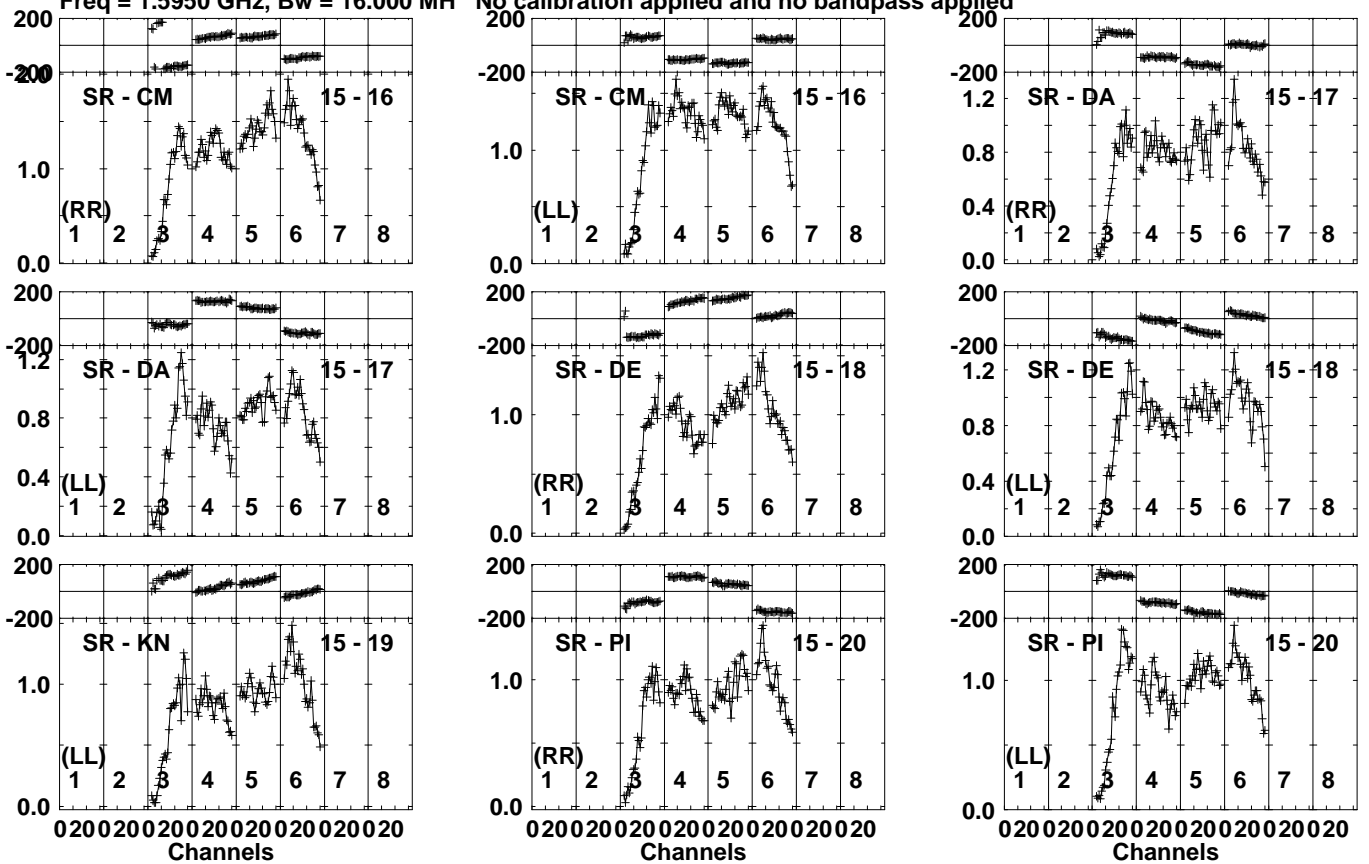 Freq = 1.5950 GHz, Bw = 16.000 MH No calibration applied and no bandpass applied
200 200 200
-200 -200 -200
2.0
SR - CM 15 - 16 SR - CM 15 - 16 SR - DA 15 - 17
1.2
1.0 1.0 0.8
0.4
(RR) (LL) (RR)
1 2 3 4 5 6 7 8 1 2 3 4 5 6 7 8 1 2 3 4 5 6 7 8
0.0 0.0 0.0
200 200 200
-200 -200 -200
1.2
SR - DA 15 - 17 SR - DE 15 - 18 SR - DE 15 - 18
1.2
0.8 1.0 0.8
0.4 0.4
(LL) (RR) (LL)
1 2 3 4 5 6 7 8 1 2 3 4 5 6 7 8 1 2 3 4 5 6 7 8
0.0 0.0 0.0
200 200 200
-200 -200 -200
SR - KN 15 - 19 SR - PI 15 - 20 SR - PI 15 - 20
1.0 1.0 1.0
(LL) (RR) (LL)
1 2 3 4 5 6 7 8 1 2 3 4 5 6 7 8 1 2 3 4 5 6 7 8
0.0 0.0 0.0
0 20 0 20 0 20 0 20 0 20 0 20 0 20 0 20 0 20 0 20 0 20 0 20 0 20 0 20 0 20 0 20 0 20 0 20 0 20 0 20 0 20 0 20 0 20 0 20
Channels Channels Channels